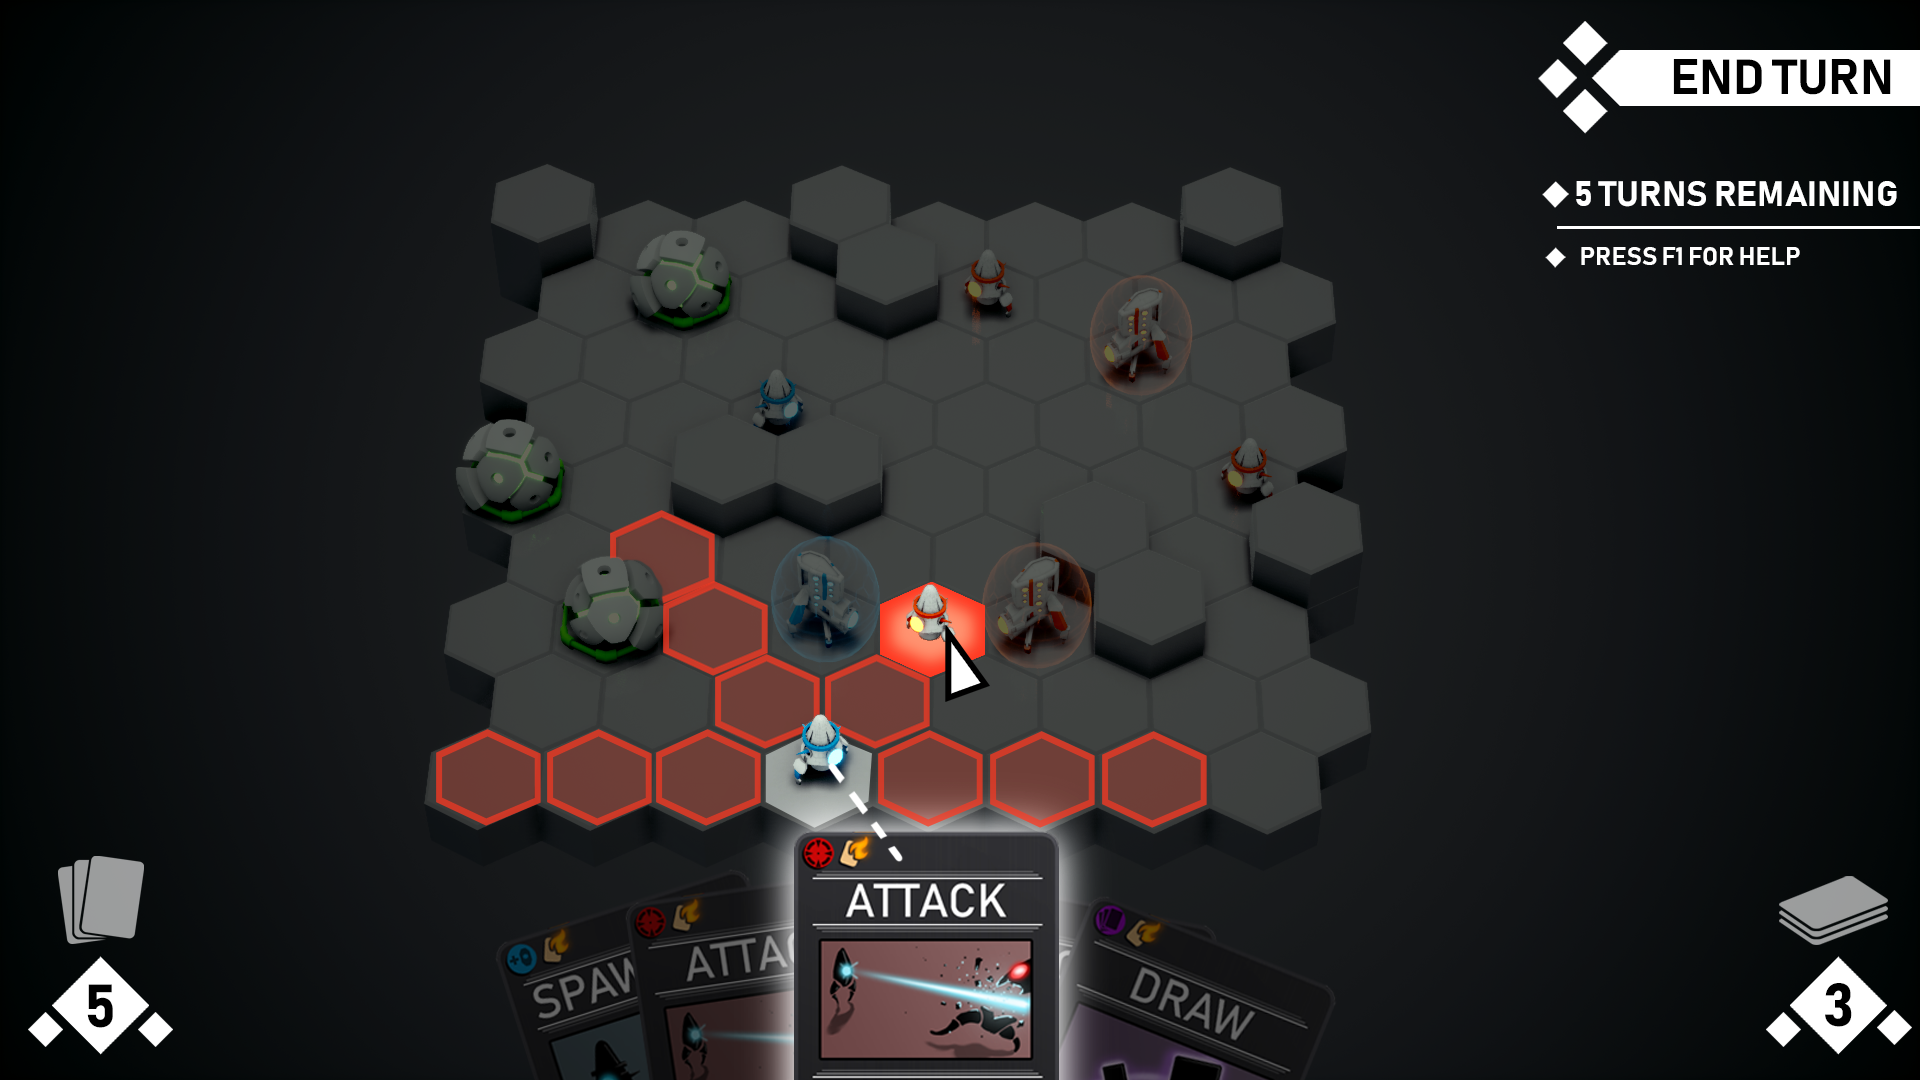 END TURN
5 TURNS REMAINING
PRESS F1 FOR HELP
ATTACK
DRAW
5
3